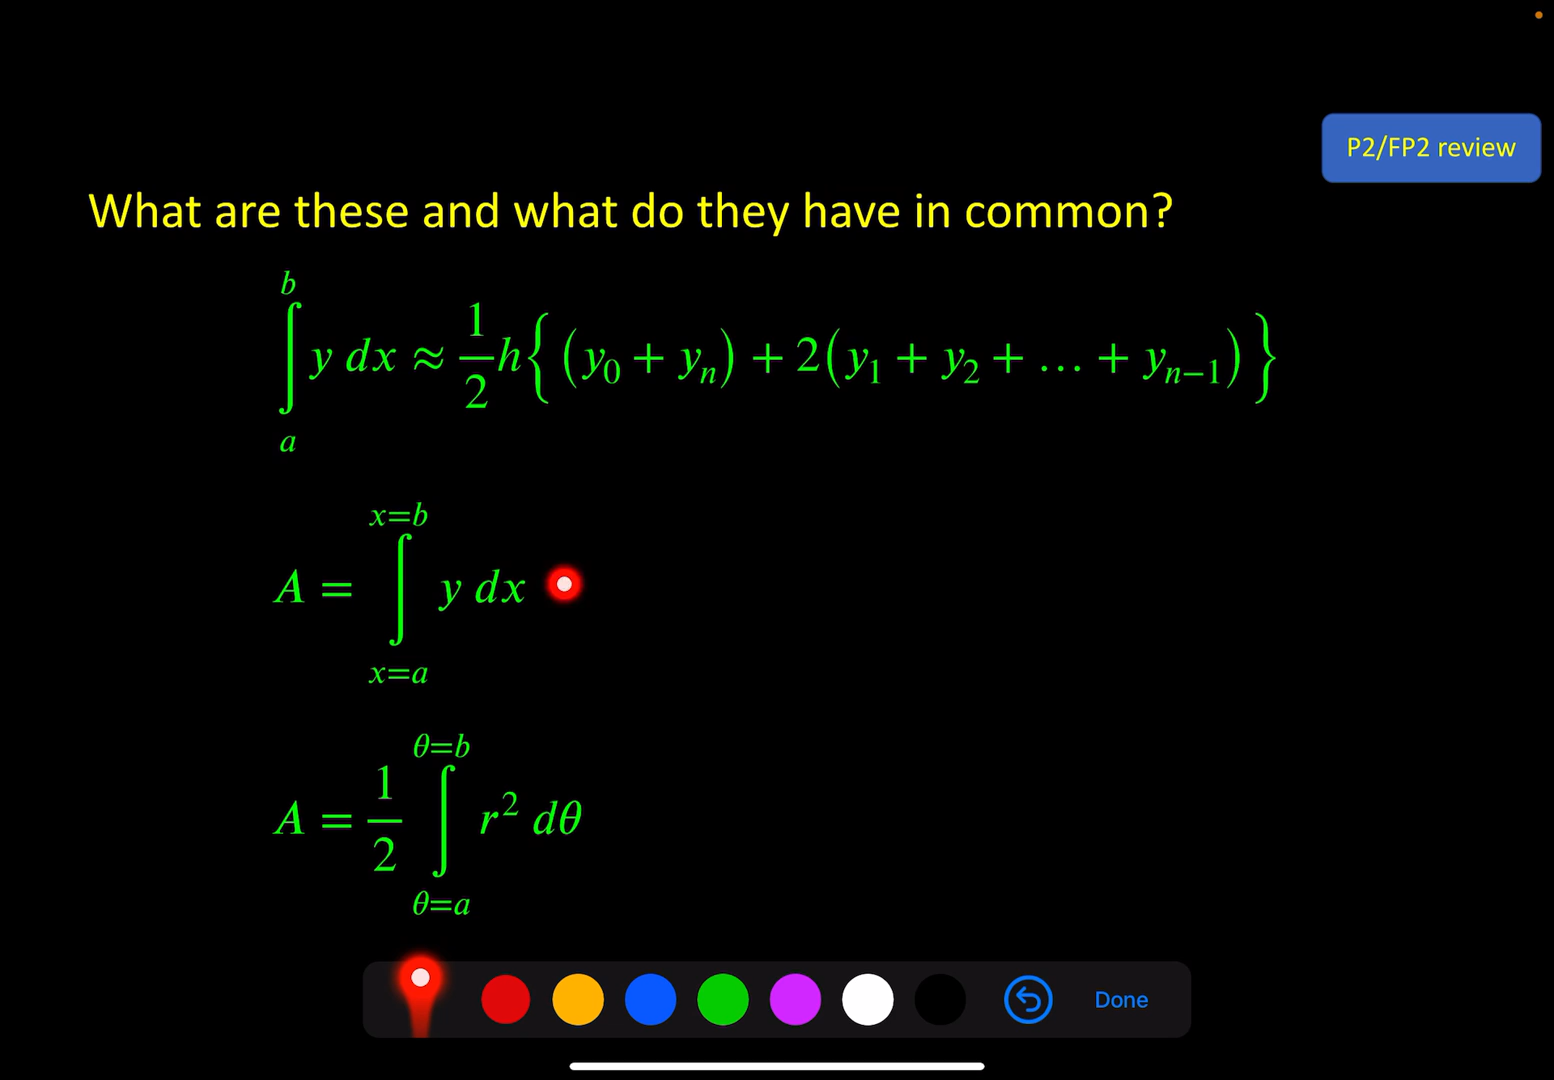 P2/FP2 review
What are these and what do they have in common?
∫_a^b y dx ≈ 1/2 h{(y₀ + yₙ) + 2(y₁ + y₂ + … + yₙ₋₁)}
A = ∫_{x=a}^{x=b} y dx
A = 1/2 ∫_{θ=a}^{θ=b} r² dθ
Done